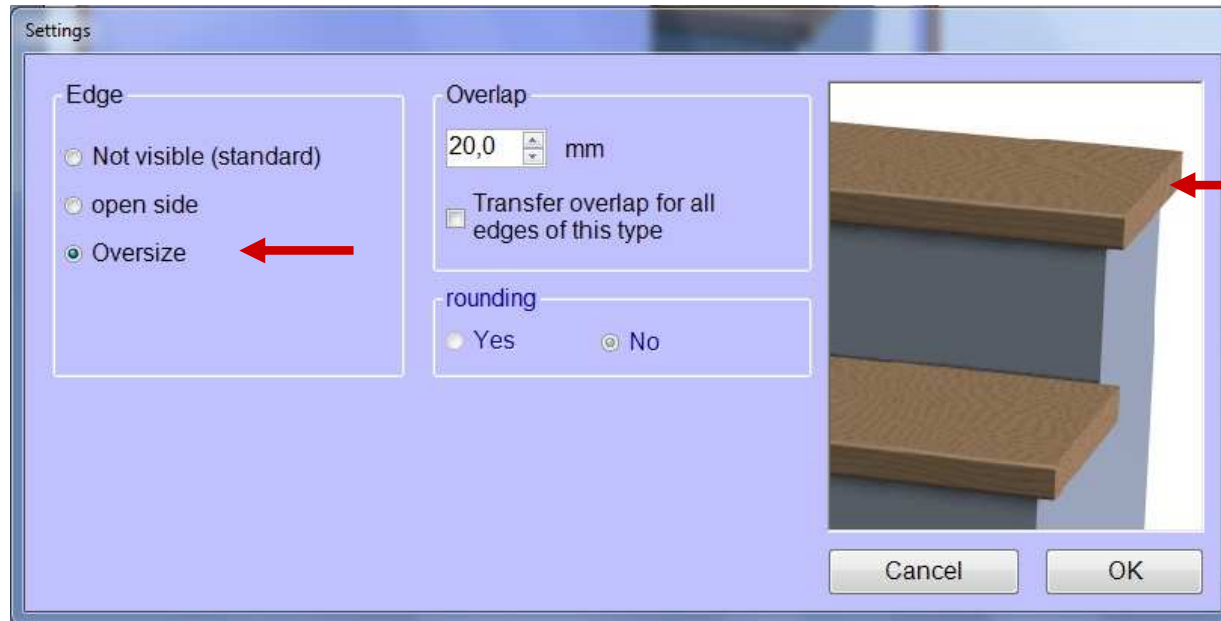 Settings
Edge
Not visible (standard)
open side
Oversize
Overlap
20,0 mm
Transfer overlap for all
edges of this type
rounding
Yes No
Cancel OK